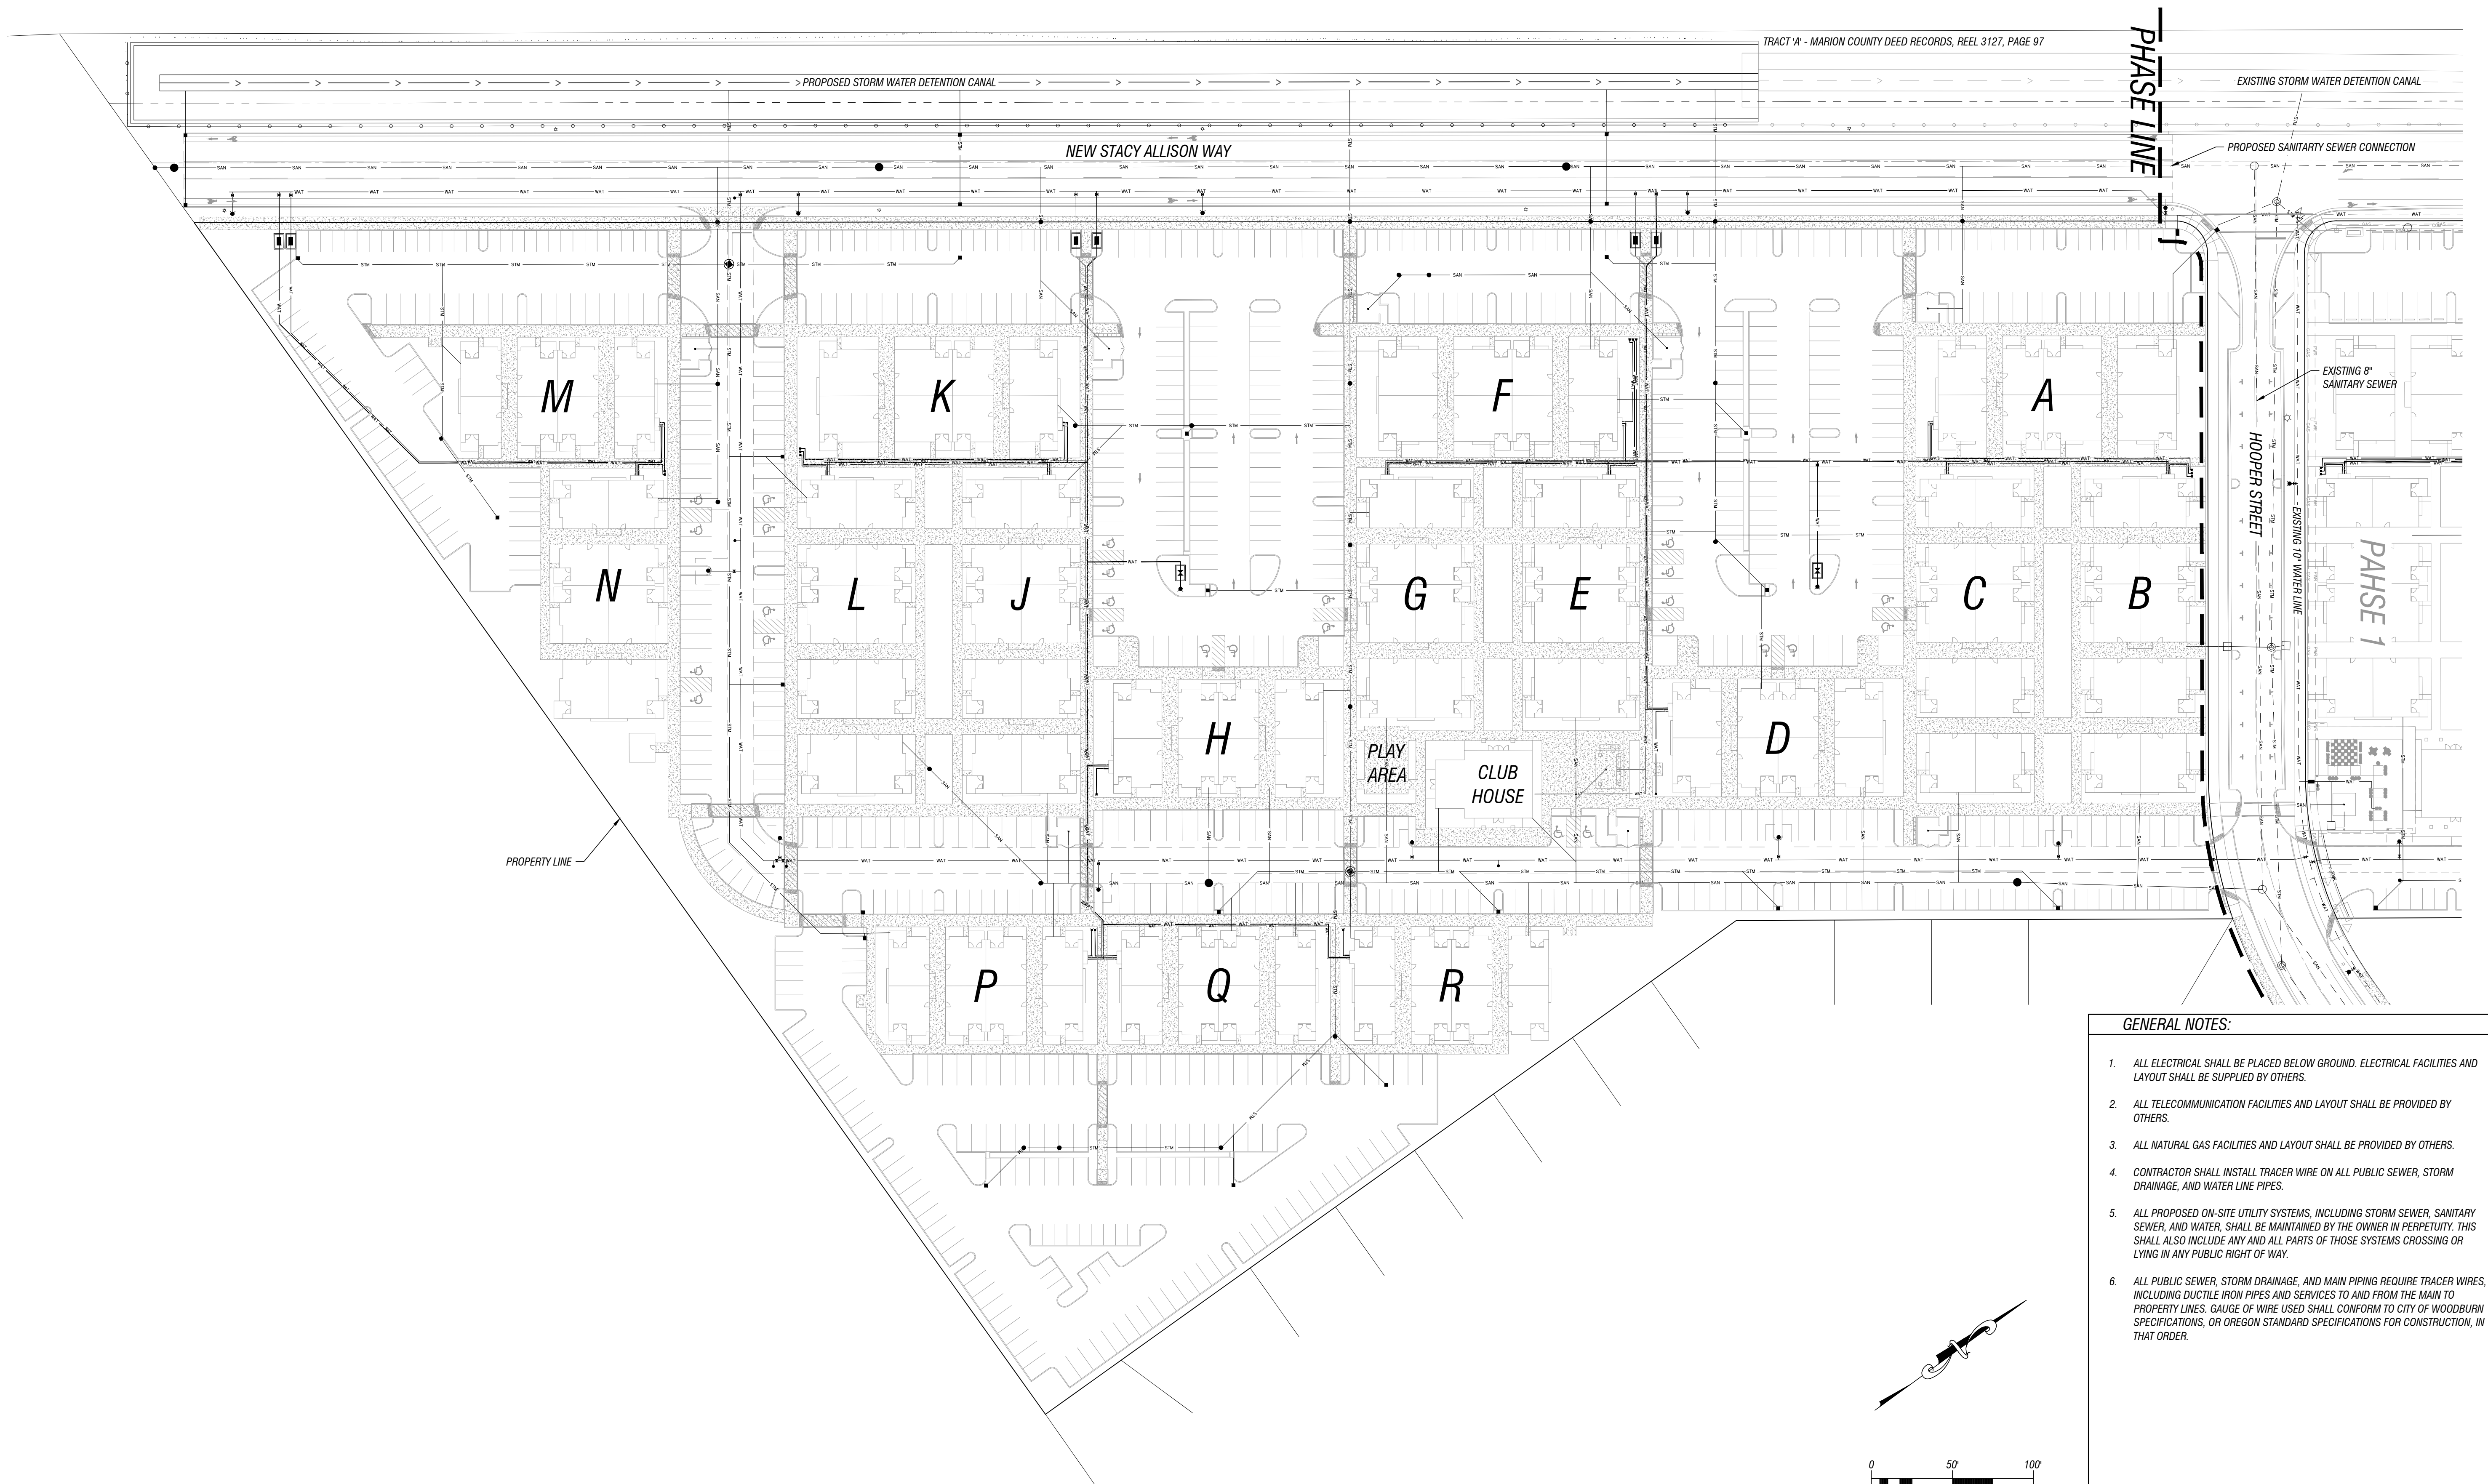 TRACT 'A' - MARION COUNTY DEED RECORDS, REEL 3127, PAGE 97
PHASE LINE
PROPOSED STORM WATER DETENTION CANAL
EXISTING STORM WATER DETENTION CANAL
NEW STACY ALLISON WAY
PROPOSED SANITARTY SEWER CONNECTION
EXISTING 8"
SANITARY SEWER
M
K
F
A
HOOPER STREET
EXISTING 10" WATER LINE
PAHSE 1
N
L
J
G
E
C
B
H
PLAY
AREA
CLUB
HOUSE
D
PROPERTY LINE
P
Q
R
GENERAL NOTES:
1. ALL ELECTRICAL SHALL BE PLACED BELOW GROUND. ELECTRICAL FACILITIES AND
LAYOUT SHALL BE SUPPLIED BY OTHERS.
2. ALL TELECOMMUNICATION FACILITIES AND LAYOUT SHALL BE PROVIDED BY
OTHERS.
3. ALL NATURAL GAS FACILITIES AND LAYOUT SHALL BE PROVIDED BY OTHERS.
4. CONTRACTOR SHALL INSTALL TRACER WIRE ON ALL PUBLIC SEWER, STORM
DRAINAGE, AND WATER LINE PIPES.
5. ALL PROPOSED ON-SITE UTILITY SYSTEMS, INCLUDING STORM SEWER, SANITARY
SEWER, AND WATER, SHALL BE MAINTAINED BY THE OWNER IN PERPETUITY. THIS
SHALL ALSO INCLUDE ANY AND ALL PARTS OF THOSE SYSTEMS CROSSING OR
LYING IN ANY PUBLIC RIGHT OF WAY.
6. ALL PUBLIC SEWER, STORM DRAINAGE, AND MAIN PIPING REQUIRE TRACER WIRES,
INCLUDING DUCTILE IRON PIPES AND SERVICES TO AND FROM THE MAIN TO
PROPERTY LINES. GAUGE OF WIRE USED SHALL CONFORM TO CITY OF WOODBURN
SPECIFICATIONS, OR OREGON STANDARD SPECIFICATIONS FOR CONSTRUCTION, IN
THAT ORDER.
0 50' 100'